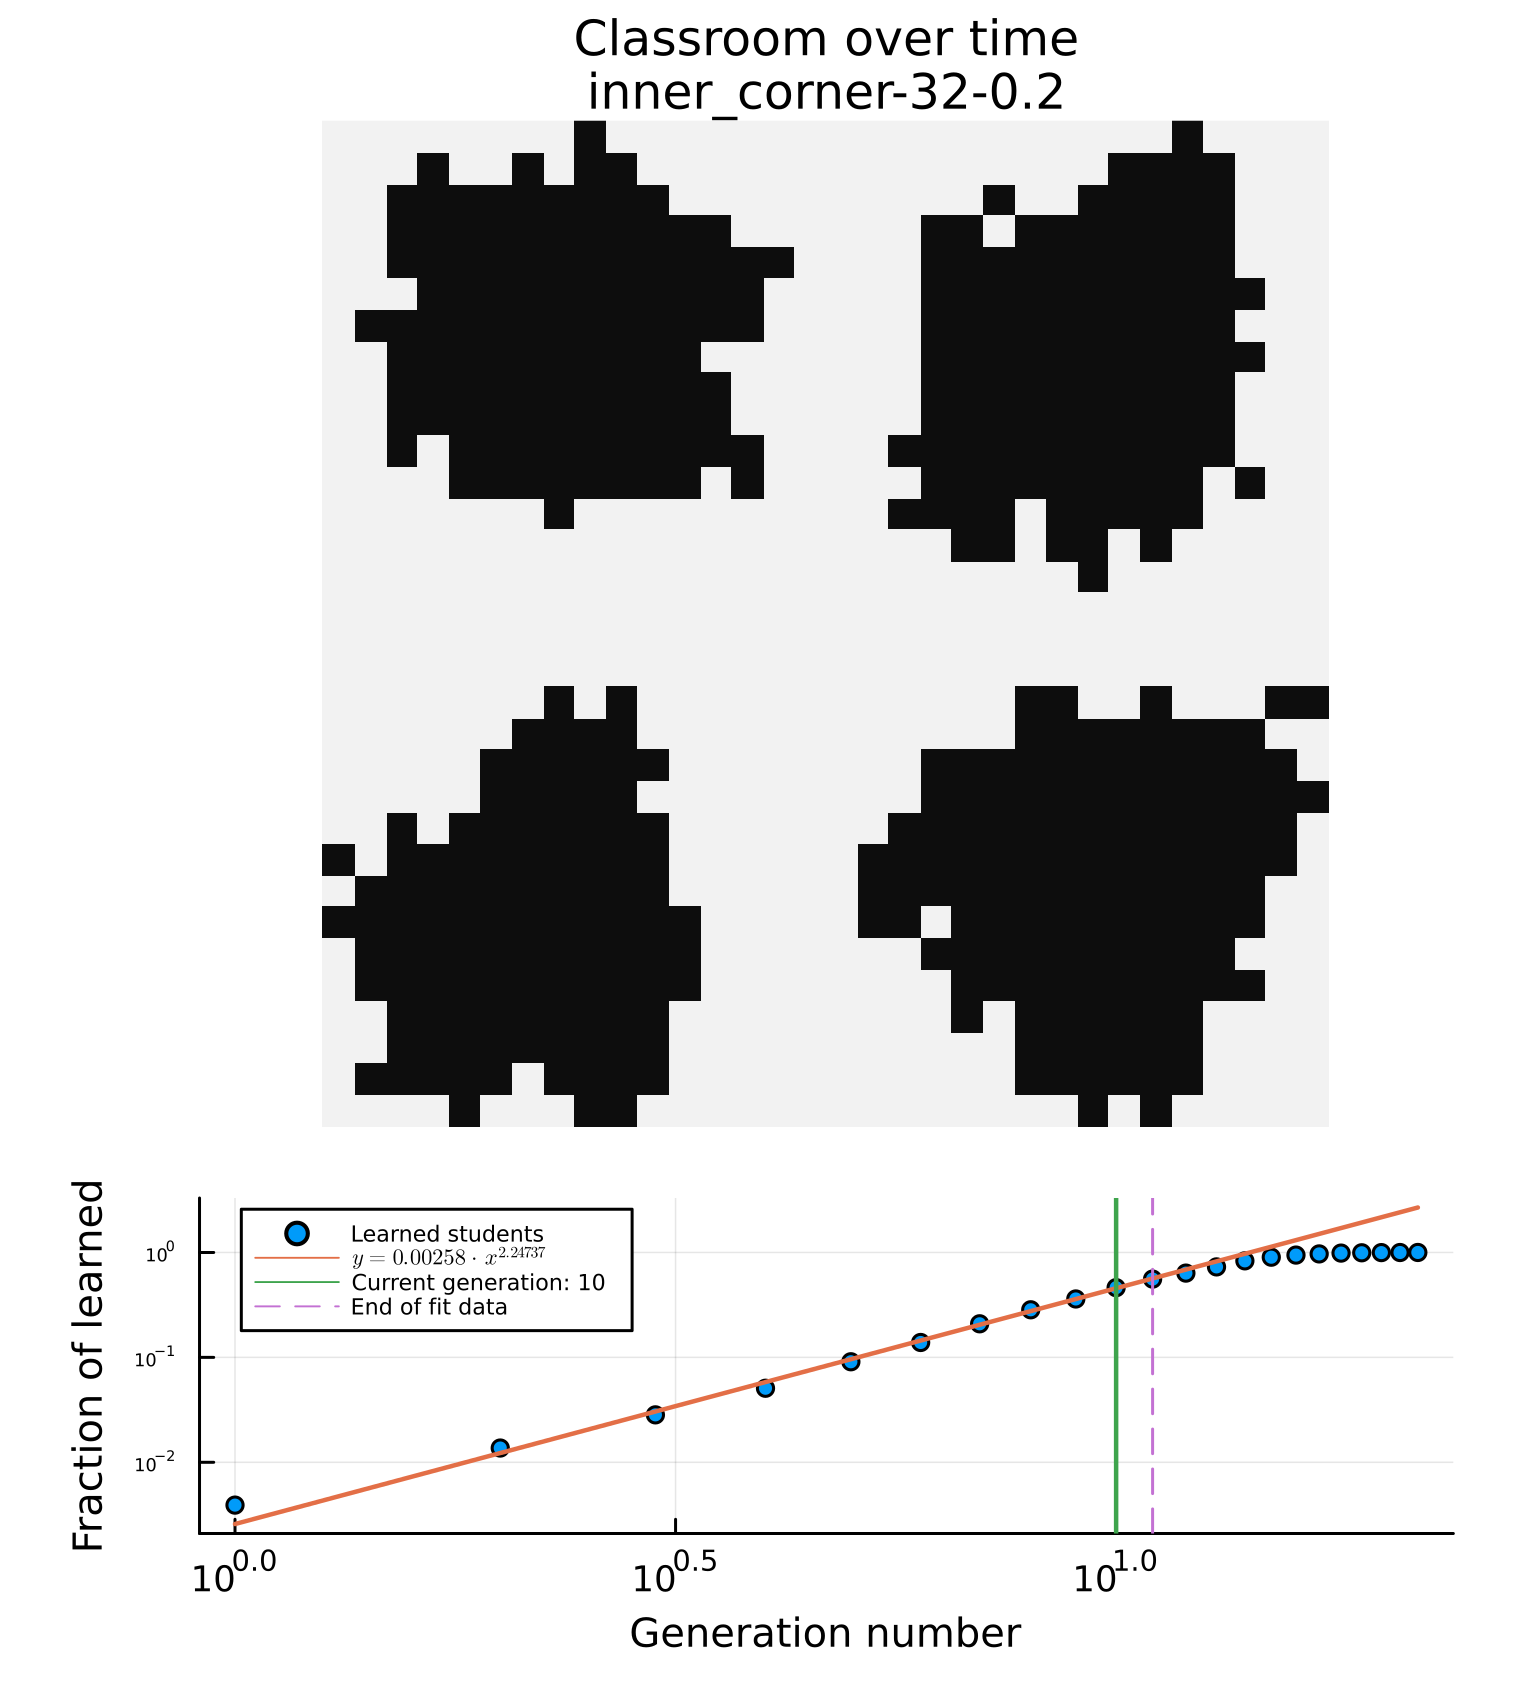 Classroom over time
inner_corner-32-0.2
Fraction of learned
10⁰
10⁻¹
10⁻²
Learned students
y = 0.00258 · x^2.24737
Current generation: 10
End of fit data
10^0.0 10^0.5 10^1.0
Generation number